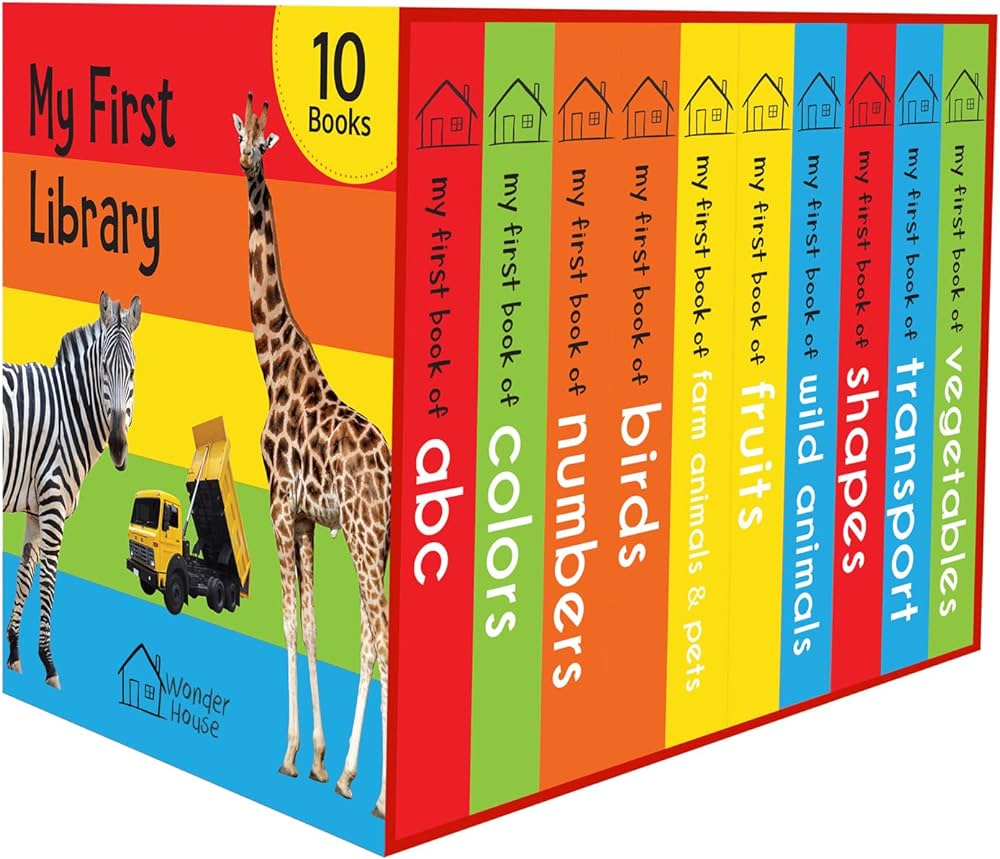 My First
Library
10
Books
Wonder
House
my first book of abc
my first book of colors
my first book of numbers
my first book of birds
my first book of farm animals & pets
my first book of fruits
my first book of wild animals
my first book of shapes
my first book of transport
my first book of vegetables